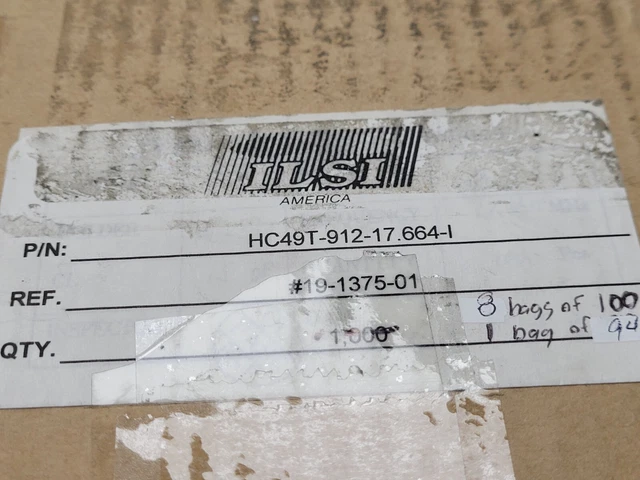 ILSI
AMERICA
P/N: HC49T-912-17.664-I
REF. #19-1375-01
QTY. 1,000
8 bags of 100
1 bag of 94